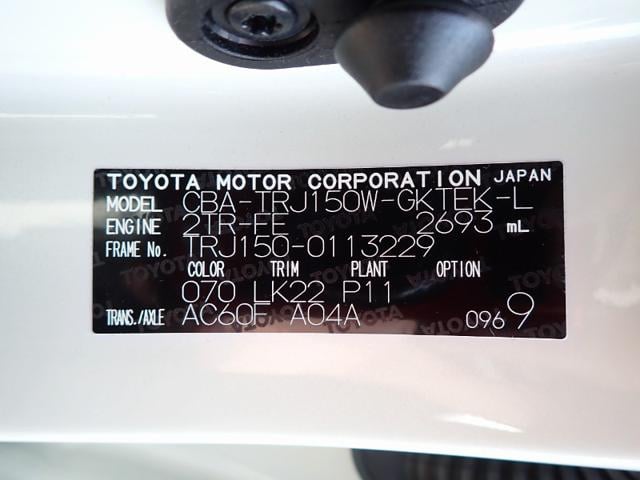 TOYOTA MOTOR CORPORATION JAPAN
MODEL CBA-TRJ150W-GKTEK-L
ENGINE 2TR-FE 2693 mL
FRAME No. TRJ150-0113229
COLOR TRIM PLANT OPTION
070 LK22 P11
TRANS./AXLE AC60F A04A 096 9